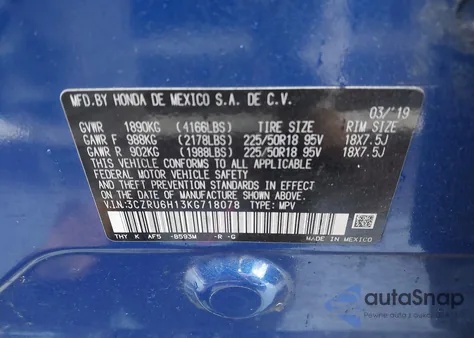 MFD.BY HONDA DE MEXICO S.A. DE C.V.
03/'19
GVWR 1890KG (4166LBS) TIRE SIZE RIM SIZE
GAWR F 988KG (2178LBS) 225/50R18 95V 18X7.5J
GAWR R 902KG (1988LBS) 225/50R18 95V 18X7.5J
THIS VEHICLE CONFORMS TO ALL APPLICABLE
FEDERAL MOTOR VEHICLE SAFETY
STANDARDS IN EFFECT ON THE DATE OF MANUFACTURE SHOWN ABOVE.
V.I.N:3CZRU6H13KG718078 TYPE: MPV
THY K AF5 -B593M -R -G
MADE IN MEXICO
autoSnap